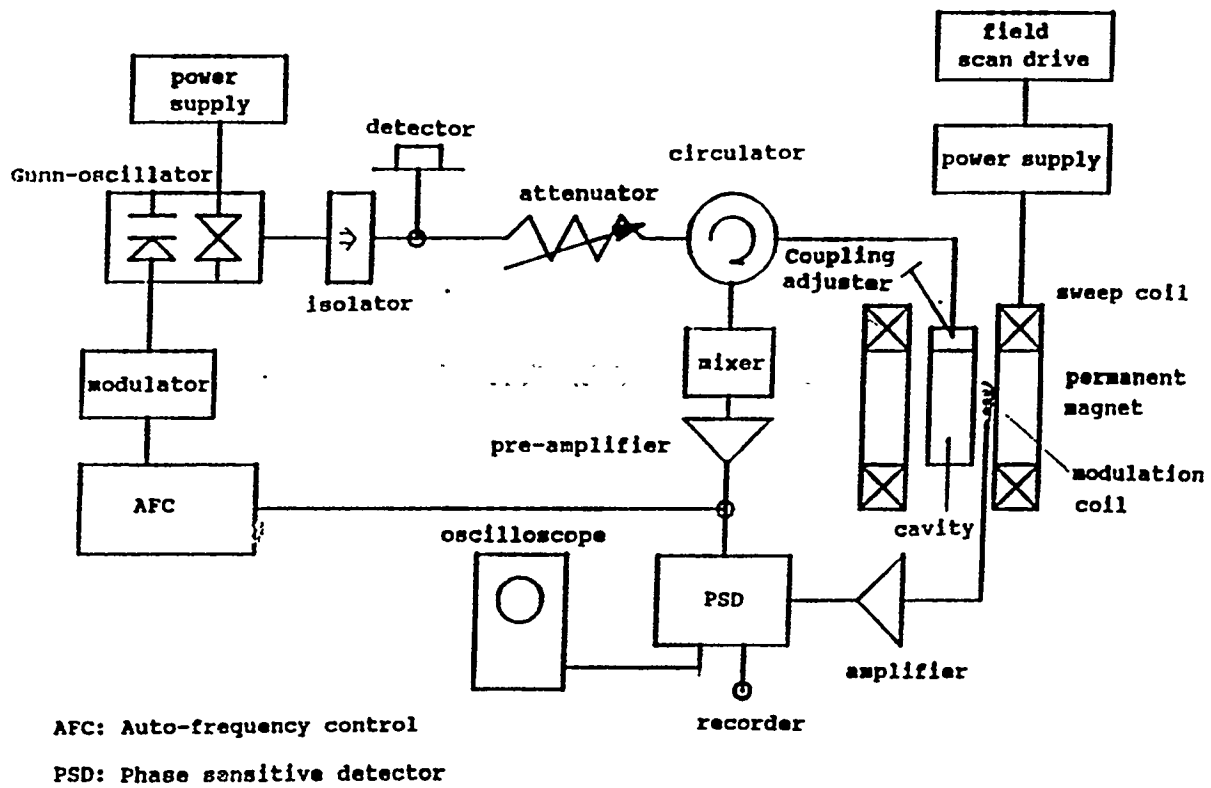 field
scan drive
power
supply
detector
circulator
power supply
Gunn-oscillator
attenuator
Coupling
adjuster
isolator
sweep coil
mixer
modulator
permanent
magnet
pre-amplifier
modulation
coil
AFC
cavity
oscilloscope
PSD
amplifier
recorder
AFC: Auto-frequency control
PSD: Phase sensitive detector